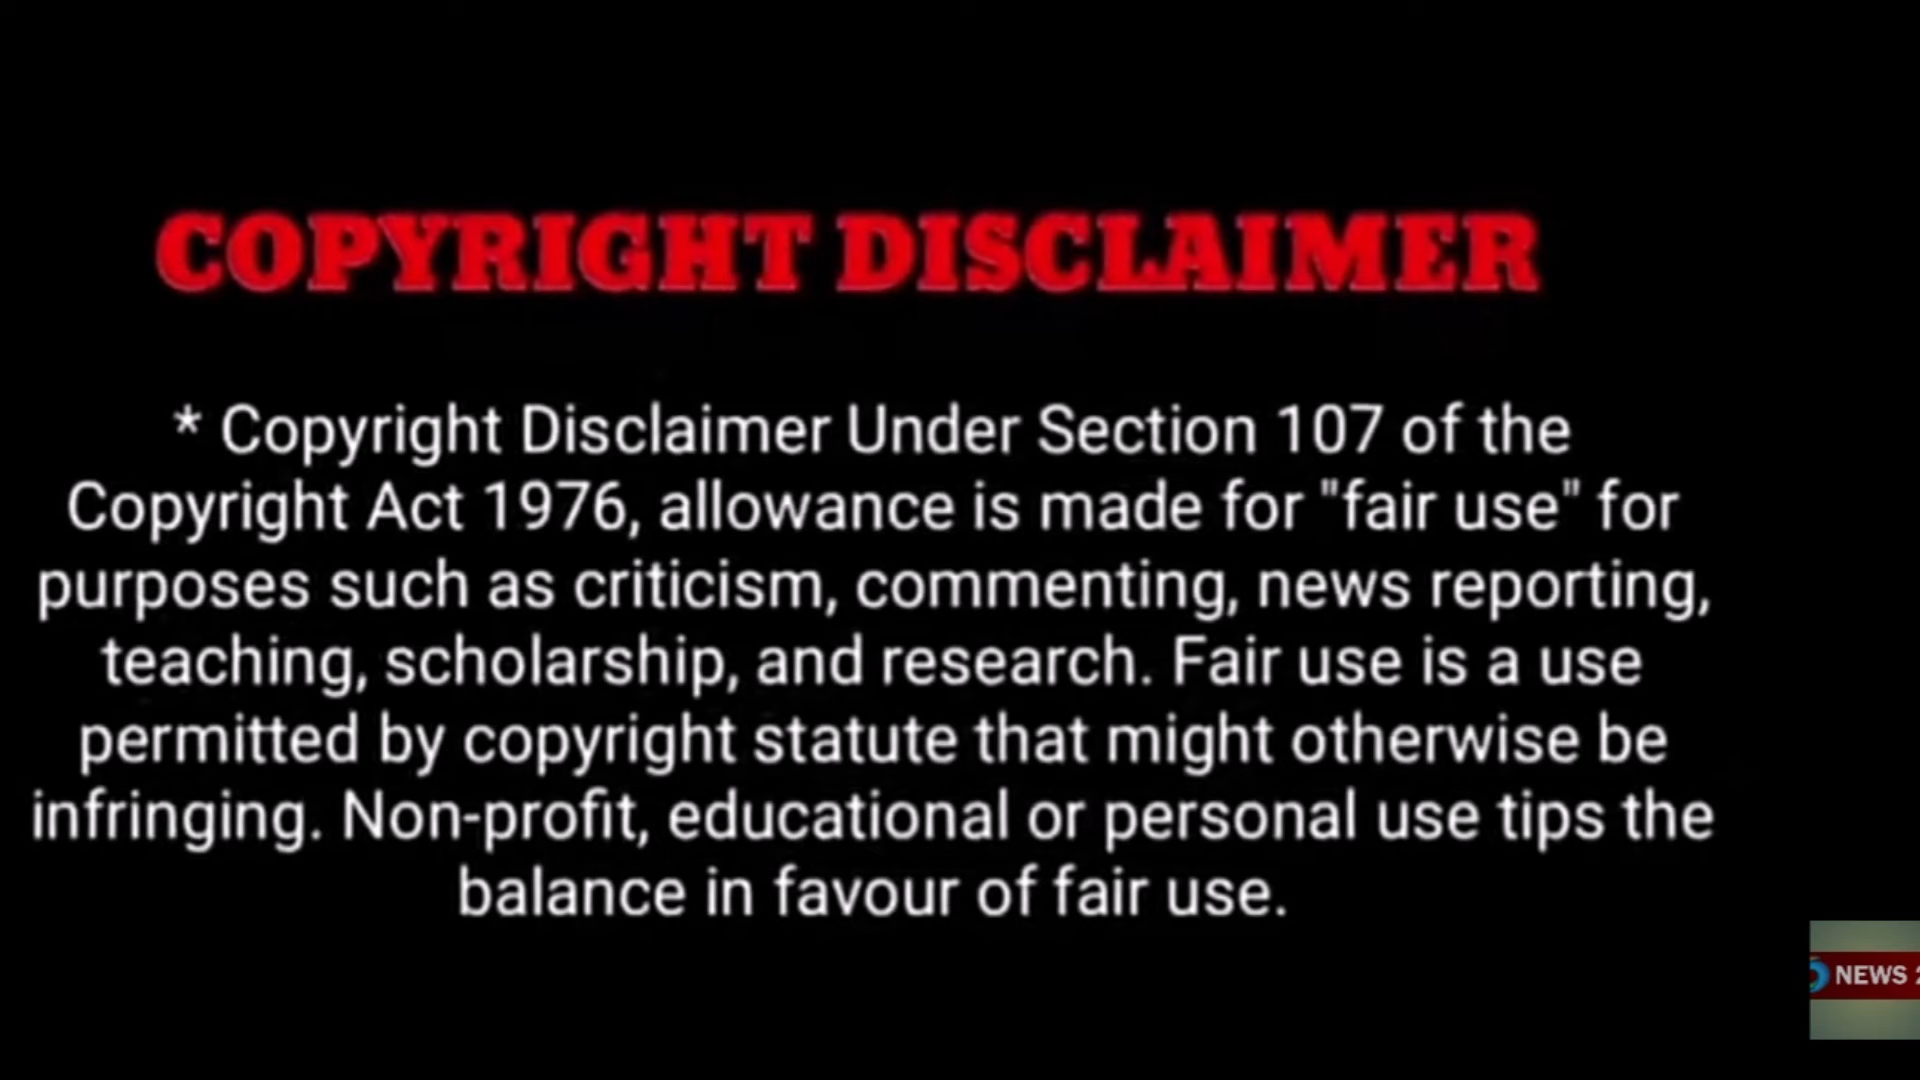 COPYRIGHT DISCLAIMER
* Copyright Disclaimer Under Section 107 of the
Copyright Act 1976, allowance is made for "fair use" for
purposes such as criticism, commenting, news reporting,
teaching, scholarship, and research. Fair use is a use
permitted by copyright statute that might otherwise be
infringing. Non-profit, educational or personal use tips the
balance in favour of fair use.
NEWS